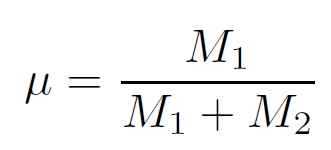 μ = M₁ / (M₁ + M₂)